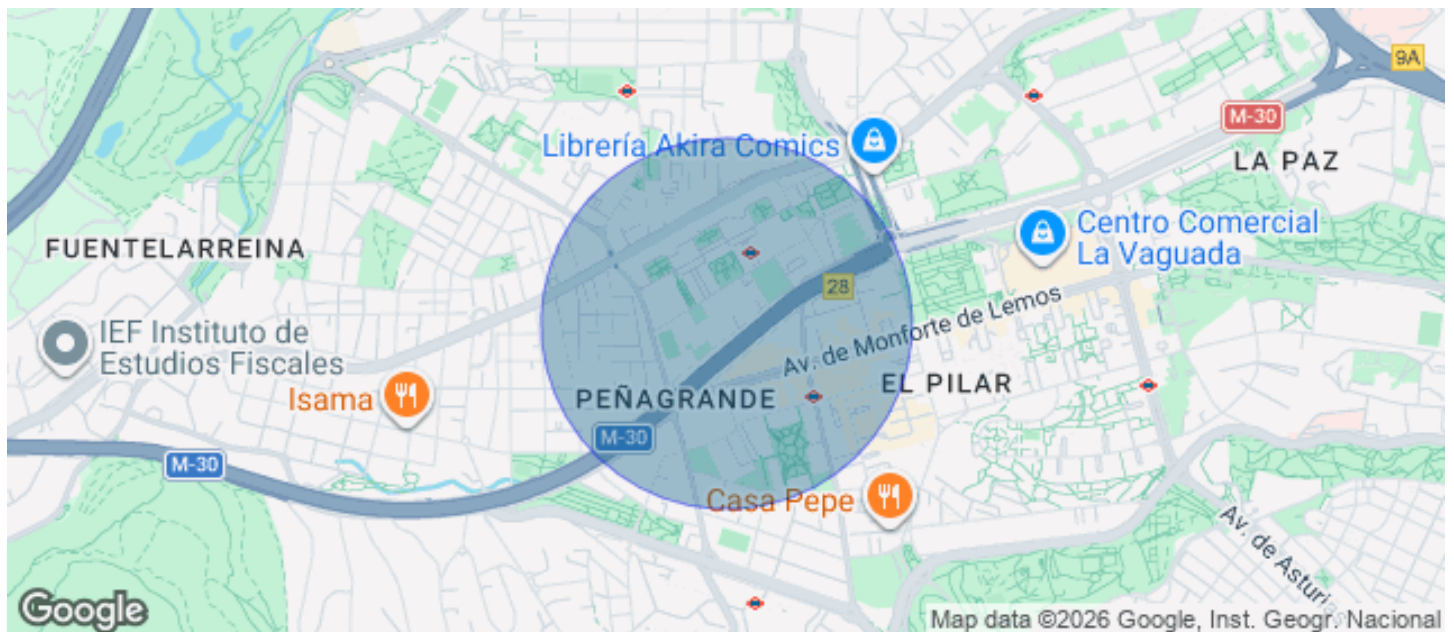 9A
M-30
Librería Akira Comics
LA PAZ
Centro Comercial
La Vaguada
FUENTELARREINA
28
Av. de Monforte de Lemos
IEF Instituto de
Estudios Fiscales
Isama
PEÑAGRANDE
EL PILAR
M-30
M-30
Casa Pepe
Av. de Asturias
Google
Map data ©2026 Google, Inst. Geogr. Nacional